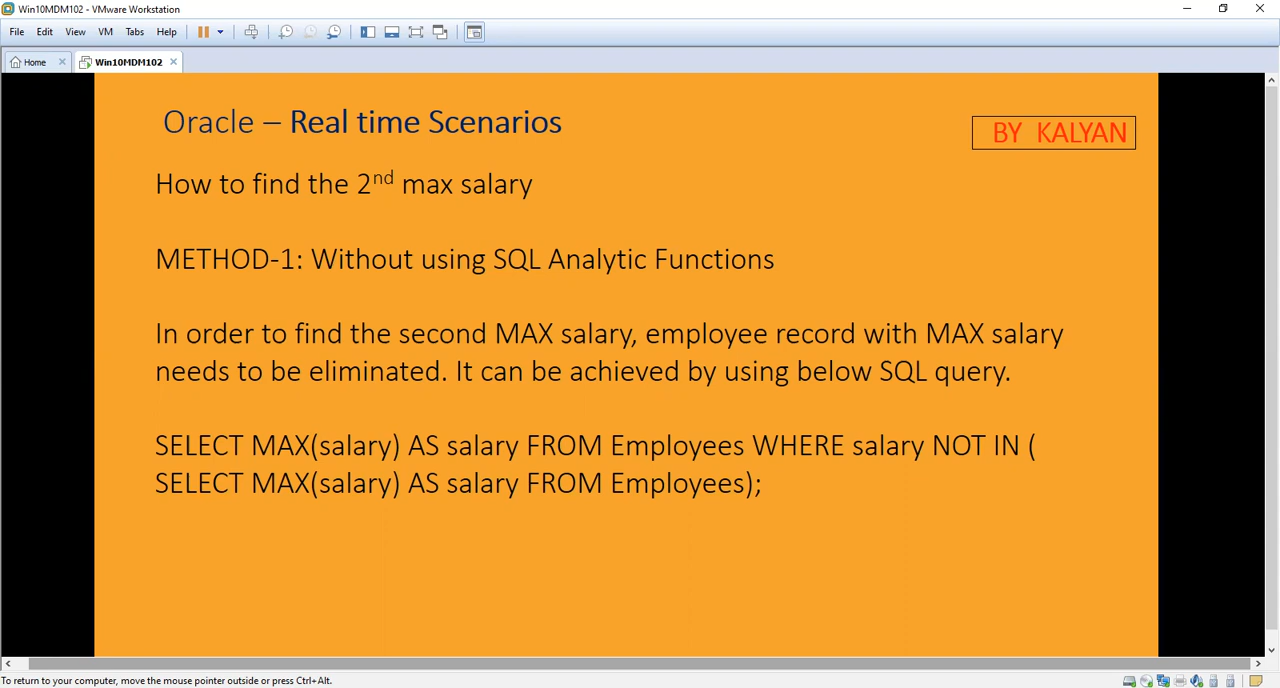 Win10MDM102 - VMware Workstation
File Edit View VM Tabs Help
Home Win10MDM102
Oracle – Real time Scenarios
BY KALYAN
How to find the 2nd max salary
METHOD-1: Without using SQL Analytic Functions
In order to find the second MAX salary, employee record with MAX salary
needs to be eliminated. It can be achieved by using below SQL query.
SELECT MAX(salary) AS salary FROM Employees WHERE salary NOT IN (
SELECT MAX(salary) AS salary FROM Employees);
To return to your computer, move the mouse pointer outside or press Ctrl+Alt.